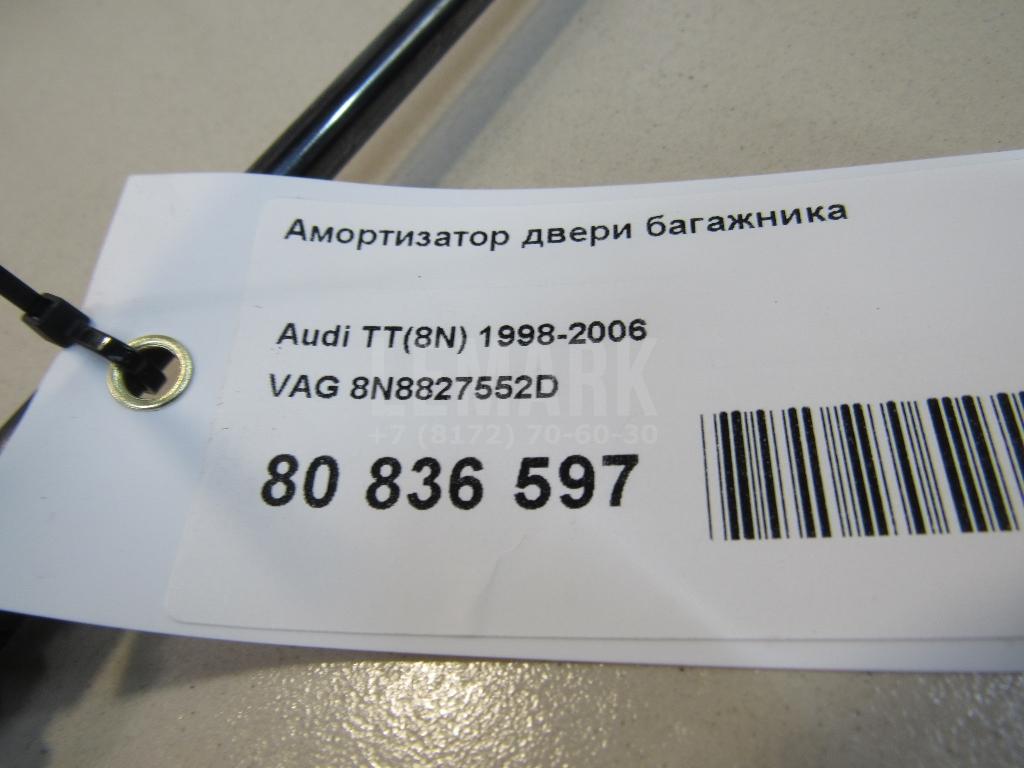 Амортизатор двери багажника
Audi TT(8N) 1998-2006
VAG 8N8827552D
LEMARK
+7 (8172) 70-60-30
80 836 597